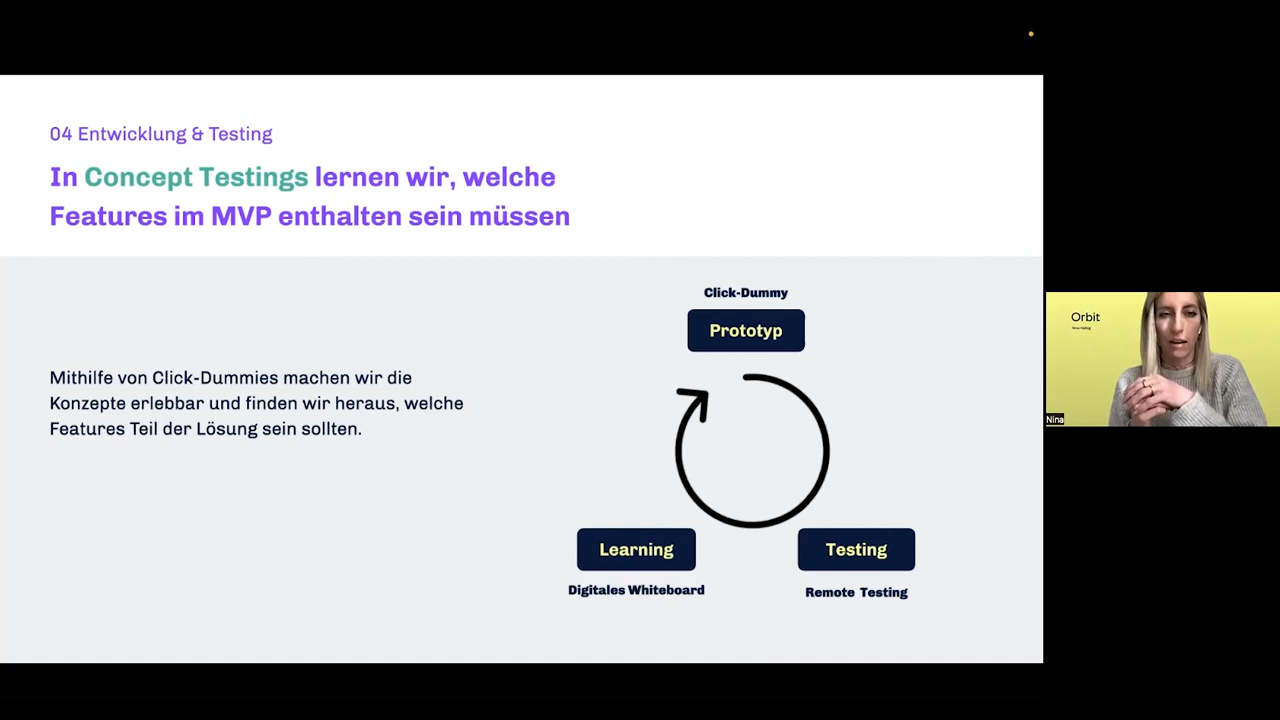 04 Entwicklung & Testing
In Concept Testings lernen wir, welche
Features im MVP enthalten sein müssen
Mithilfe von Click-Dummies machen wir die
Konzepte erlebbar und finden wir heraus, welche
Features Teil der Lösung sein sollten.
Click-Dummy
Prototyp
Learning
Digitales Whiteboard
Testing
Remote Testing
Orbit
Nina